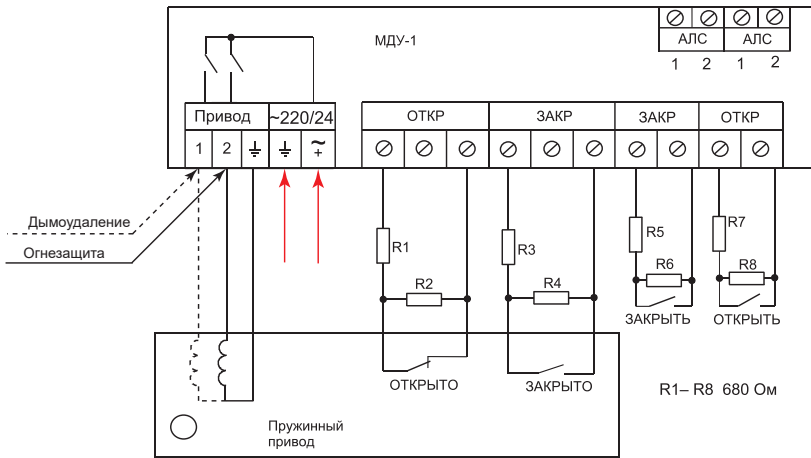 МДУ-1
АЛС АЛС
1 2 1 2
Привод ~220/24 ОТКР ЗАКР ЗАКР ОТКР
1 2 ~
+
Дымоудаление
Огнезащита
R1 R3 R5 R7
R2 R4 R6 R8
ЗАКРЫТЬ ОТКРЫТЬ
ОТКРЫТО ЗАКРЫТО
R1– R8 680 Ом
Пружинный
привод